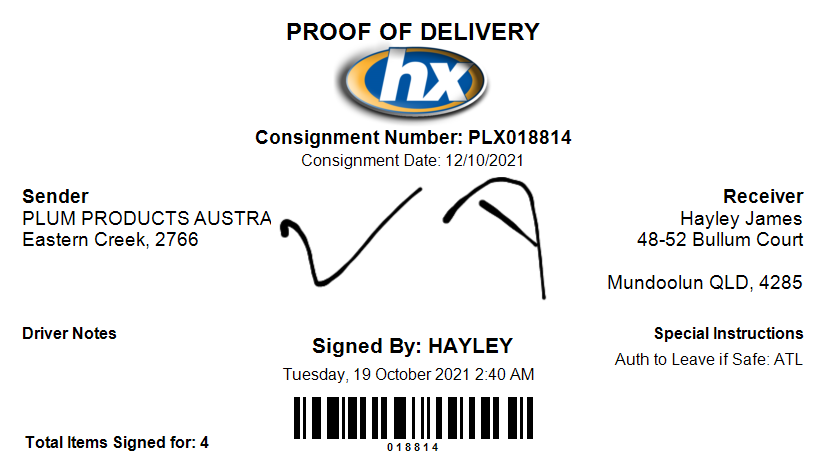 PROOF OF DELIVERY
hx
Consignment Number: PLX018814
Consignment Date: 12/10/2021
Sender
PLUM PRODUCTS AUSTRA
Eastern Creek, 2766
Receiver
Hayley James
48-52 Bullum Court
Mundoolun QLD, 4285
Driver Notes
Signed By: HAYLEY
Tuesday, 19 October 2021 2:40 AM
Special Instructions
Auth to Leave if Safe: ATL
018814
Total Items Signed for: 4